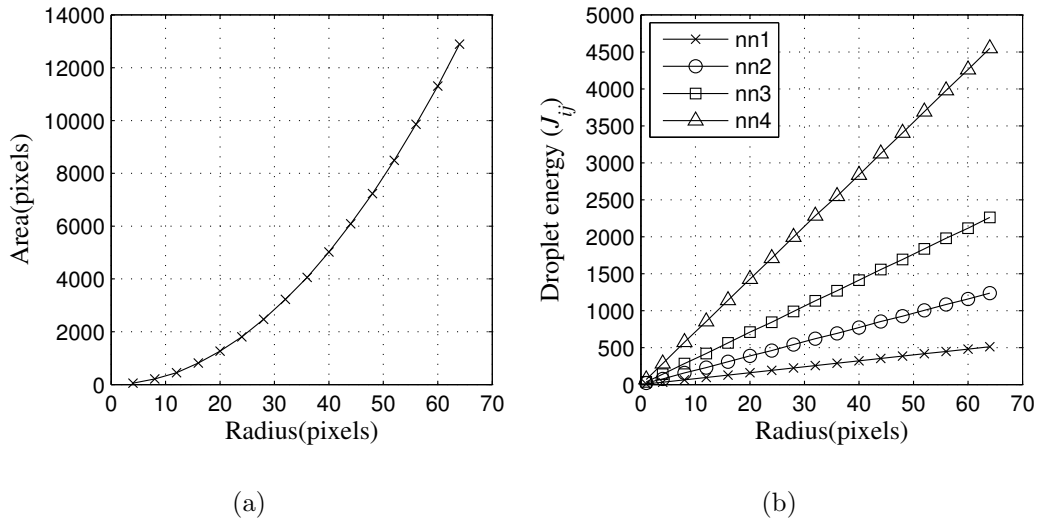 14000
12000
10000
8000
6000
4000
2000
0
Area(pixels)
0 10 20 30 40 50 60 70
Radius(pixels)
(a)
5000
4500
4000
3500
3000
2500
2000
1500
1000
500
0
Droplet energy (J_{ij})
nn1
nn2
nn3
nn4
0 10 20 30 40 50 60 70
Radius(pixels)
(b)